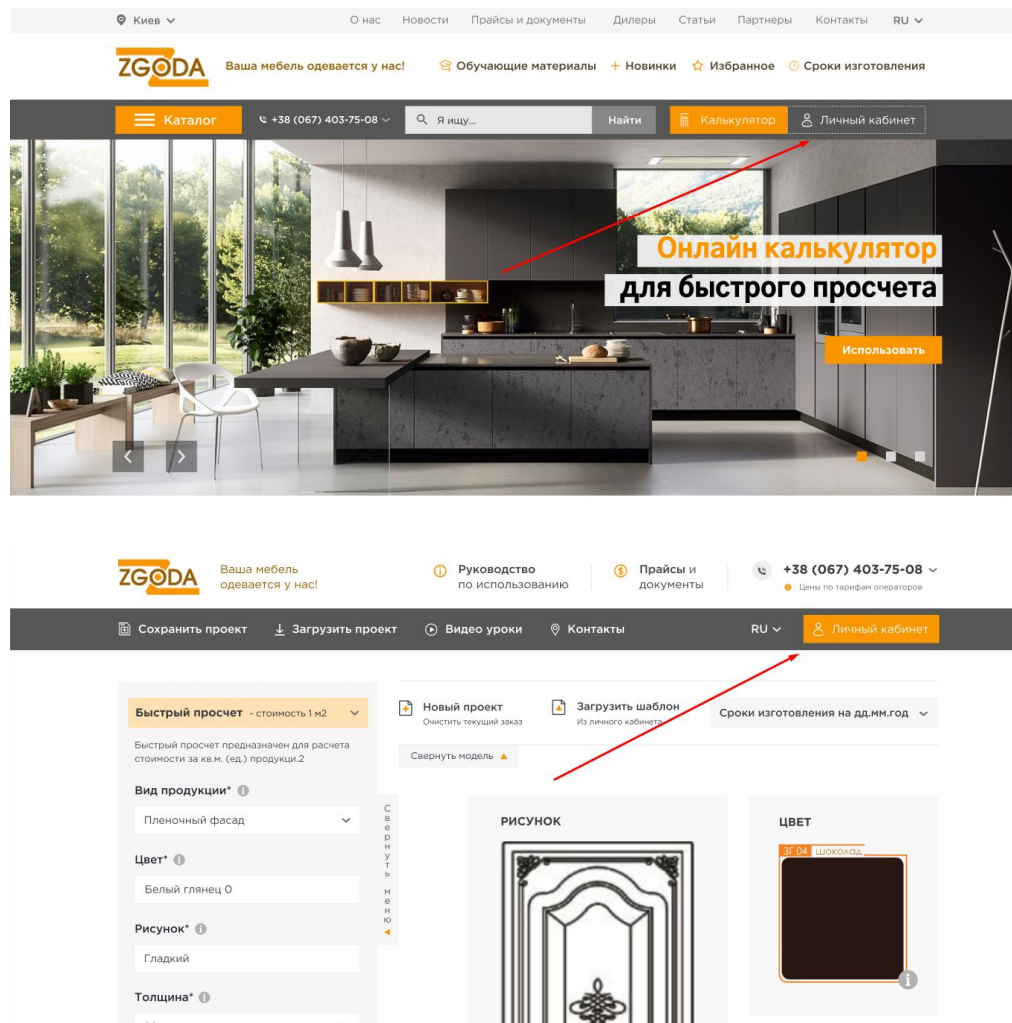 Киев
О нас Новости Прайсы и документы Дилеры Статьи Партнеры Контакты RU
ZGODA
Ваша мебель одевается у нас!
Обучающие материалы + Новинки Избранное Сроки изготовления
Каталог
+38 (067) 403-75-08
Я ищу...
Найти
Калькулятор
Личный кабинет
Онлайн калькулятор
для быстрого просчета
Использовать
ZGODA
Ваша мебель
одевается у нас!
Руководство
по использованию
Прайсы и
документы
+38 (067) 403-75-08
Цены по тарифам операторов
Сохранить проект Загрузить проект Видео уроки Контакты RU Личный кабинет
Быстрый просчет - стоимость 1 м2
Быстрый просчет предназначен для расчета
стоимости за кв.м. (ед.) продукци.2
Вид продукции*
Пленочный фасад
Цвет*
Белый глянец 0
Рисунок*
Гладкий
Толщина*
Свернуть меню
Новый проект
Очистить текущий заказ
Загрузить шаблон
Из личного кабинета
Сроки изготовления на дд.мм.год
Свернуть модель
РИСУНОК
ЦВЕТ
ЗГ 04 шоколад